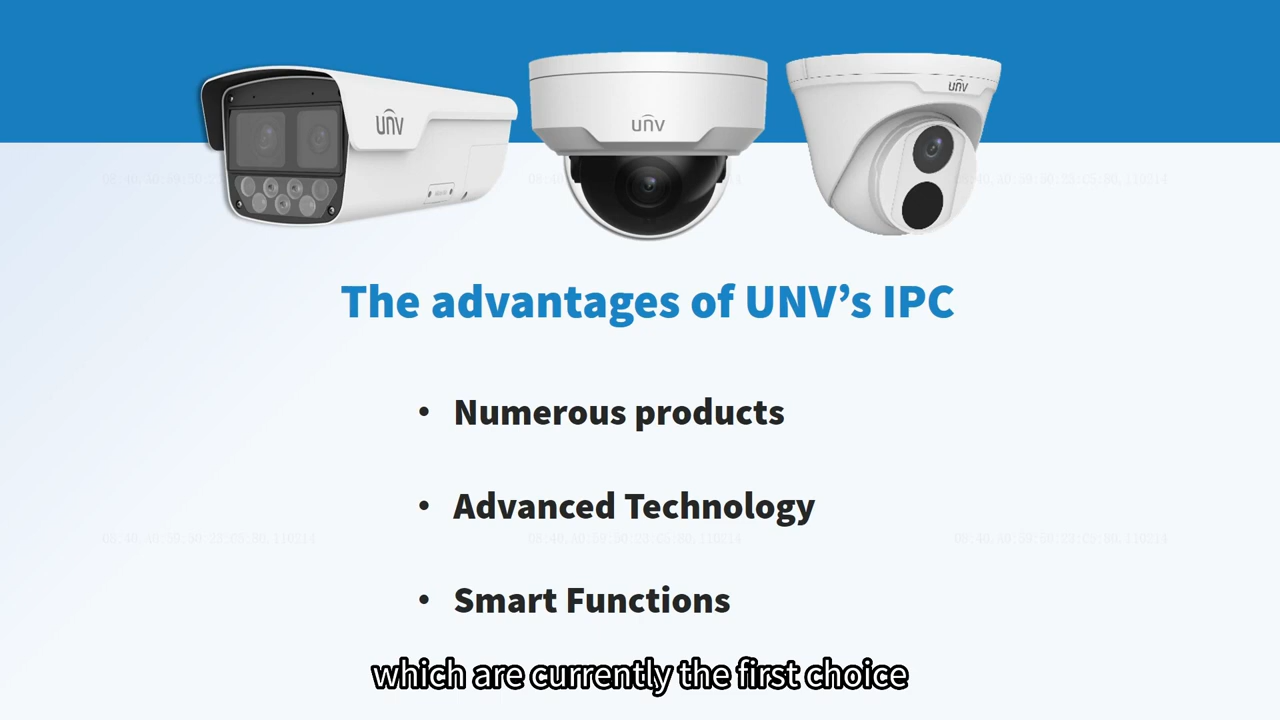 unv
unv
unv
The advantages of UNV’s IPC
• Numerous products
• Advanced Technology
• Smart Functions
which are currently the first choice